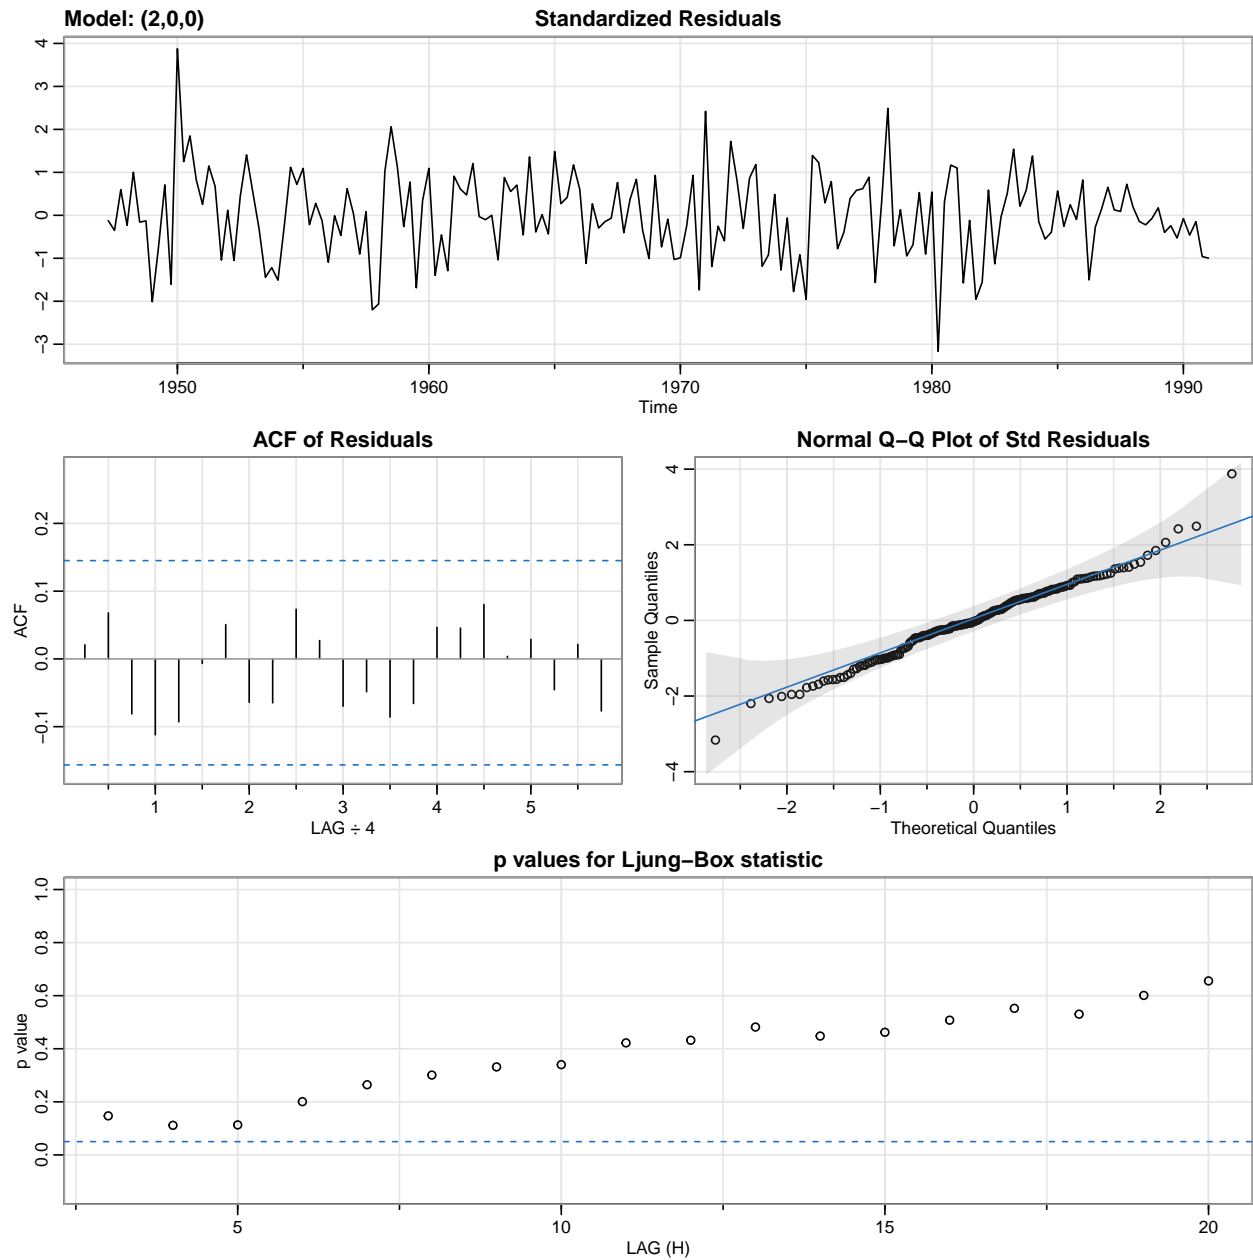 Model: (2,0,0) Standardized Residuals
4
3
2
1
0
−1
−2
−3
1950 1960 1970 1980 1990
Time
ACF of Residuals
ACF
0.2
0.1
0.0
−0.1
1 2 3 4 5
LAG ÷ 4
Normal Q−Q Plot of Std Residuals
Sample Quantiles
4
2
0
−2
−4
−2 −1 0 1 2
Theoretical Quantiles
p values for Ljung−Box statistic
p value
1.0
0.8
0.6
0.4
0.2
0.0
5 10 15 20
LAG (H)